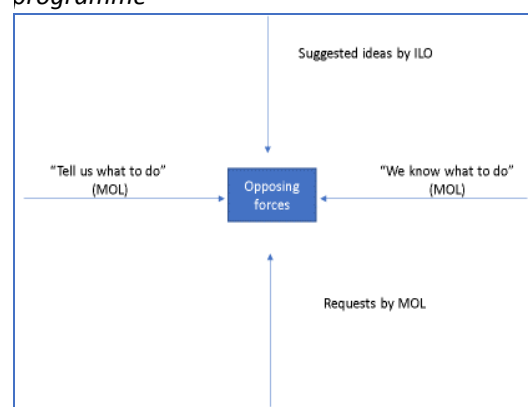 programme
Suggested ideas by ILO
“Tell us what to do”
(MOL)
Opposing
forces
“We know what to do”
(MOL)
Requests by MOL